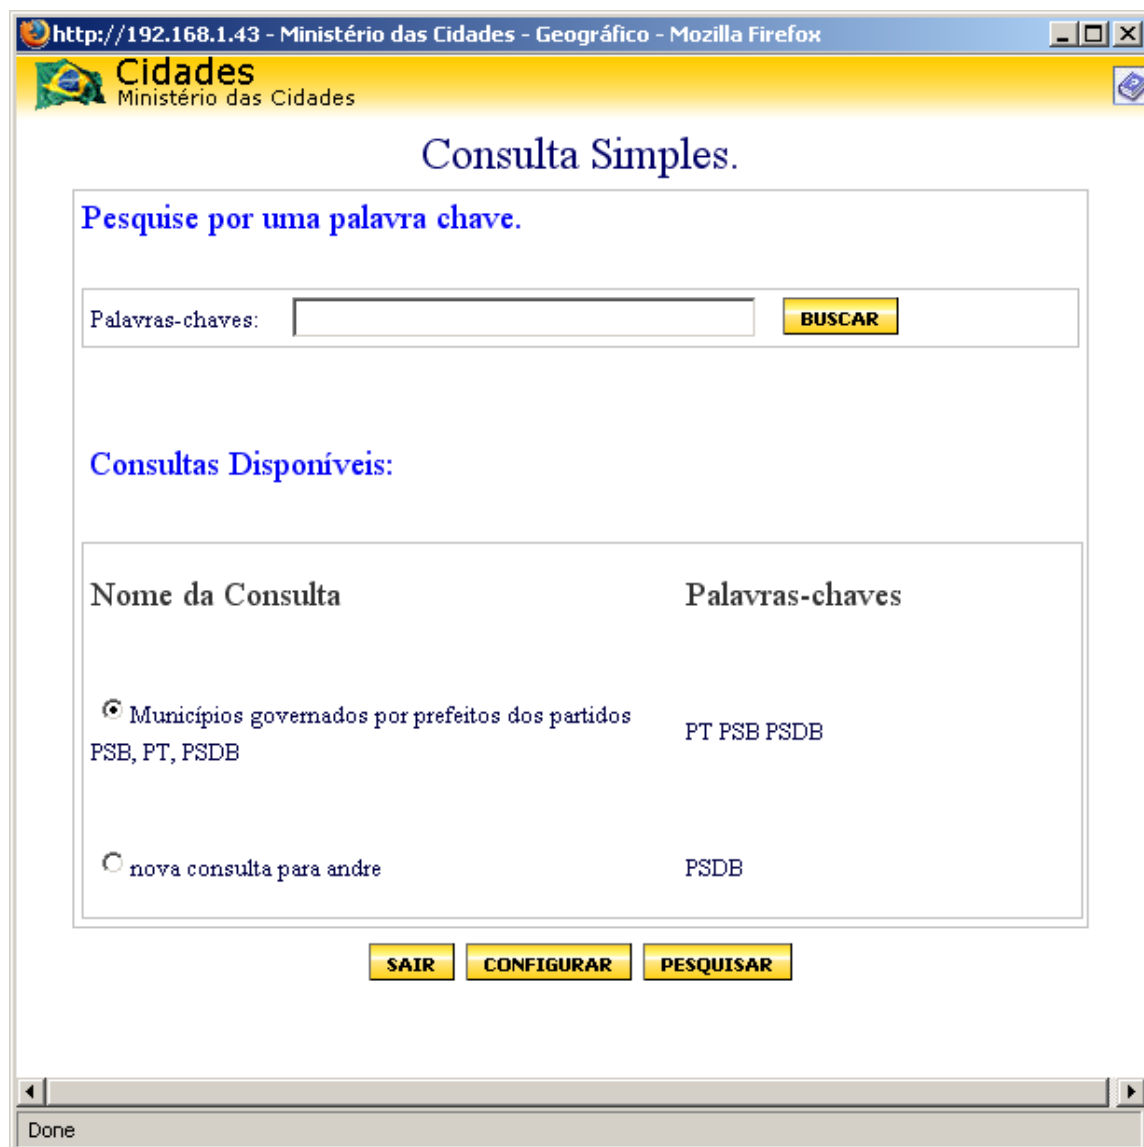 http://192.168.1.43 - Ministério das Cidades - Geográfico - Mozilla Firefox
Cidades
Ministério das Cidades
Consulta Simples.
Pesquise por uma palavra chave.
Palavras-chaves:
BUSCAR
Consultas Disponíveis:
Nome da Consulta
Palavras-chaves
Municípios governados por prefeitos dos partidos
PSB, PT, PSDB
PT PSB PSDB
nova consulta para andre
PSDB
SAIR
CONFIGURAR
PESQUISAR
Done